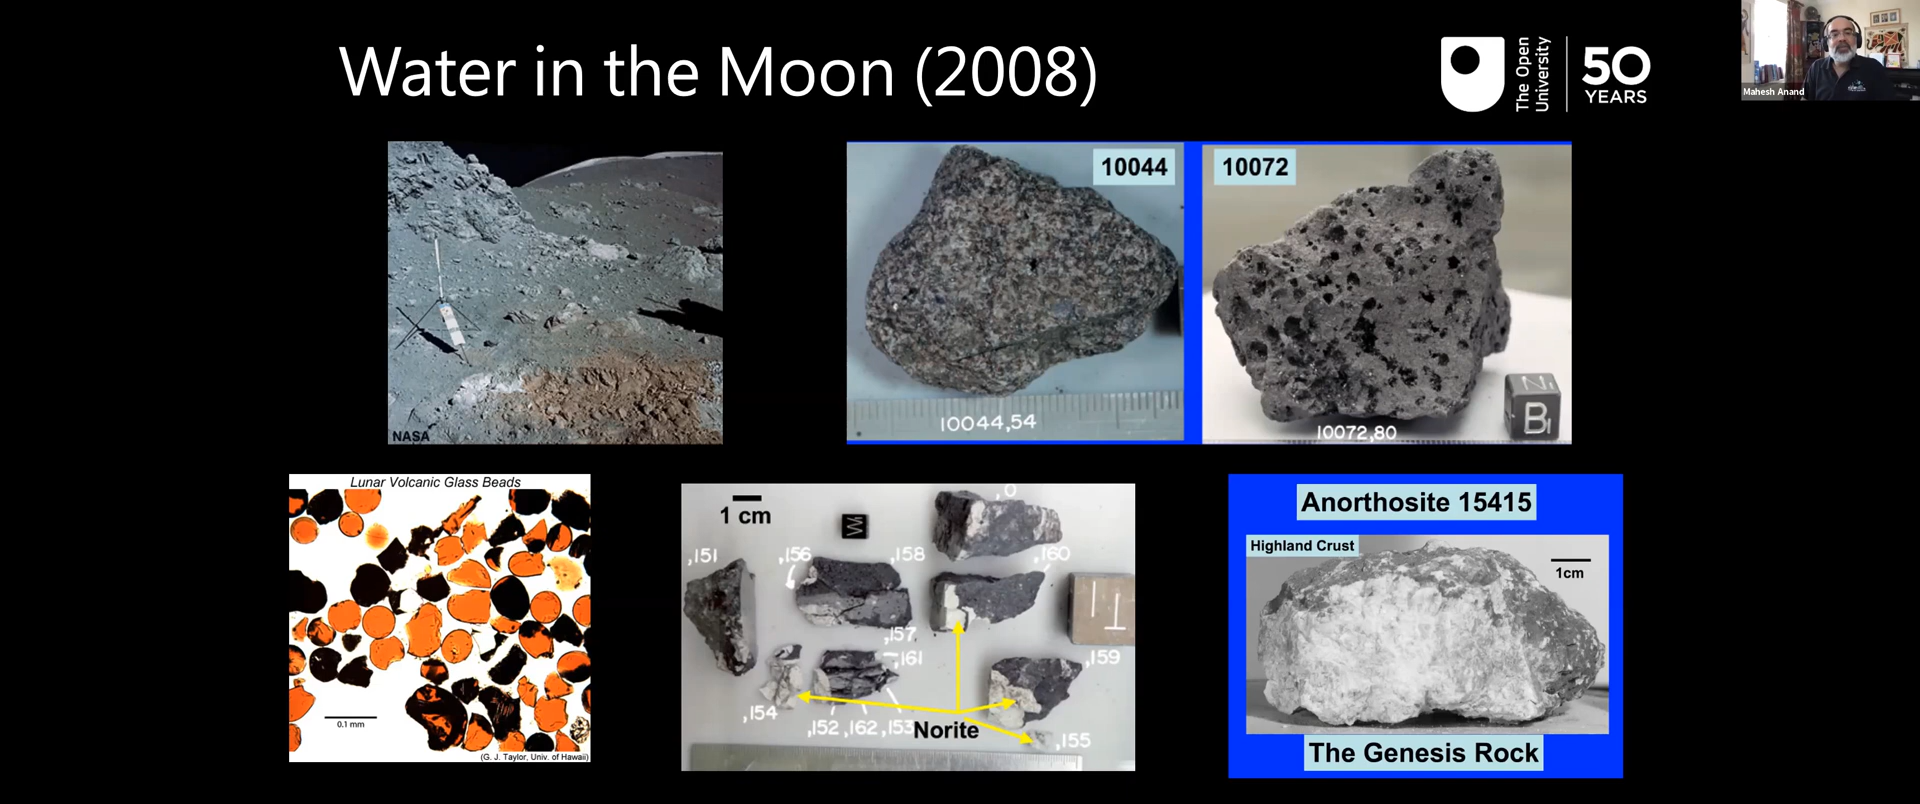 Water in the Moon (2008)
The Open
University
50
YEARS
Mahesh Anand
NASA
10044
10044,54
10072
10072,80
N1
B1
Lunar Volcanic Glass Beads
0.1 mm
(G. J. Taylor, Univ. of Hawaii)
1 cm
W
,0
,151
,156
,158
,160
,157
,161
,159
,154
,152 ,162 ,153
Norite
,155
T
Anorthosite 15415
Highland Crust
1cm
The Genesis Rock